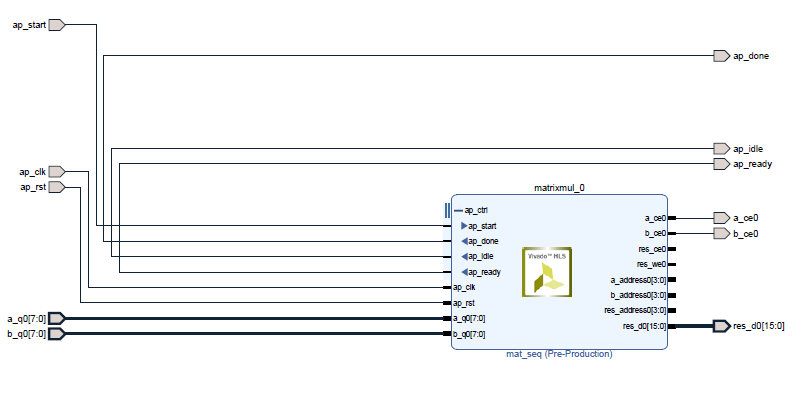 ap_start
ap_done
ap_idle
ap_clk
ap_ready
ap_rst
matrixmul_0
ap_ctrl
ap_start
ap_done
ap_idle
ap_ready
ap_clk
ap_rst
a_q0[7:0]
b_q0[7:0]
Vivado™ HLS
a_ce0
b_ce0
res_ce0
res_we0
a_address0[3:0]
b_address0[3:0]
res_address0[3:0]
res_d0[15:0]
a_ce0
b_ce0
a_q0[7:0]
b_q0[7:0]
res_d0[15:0]
mat_seq (Pre-Production)